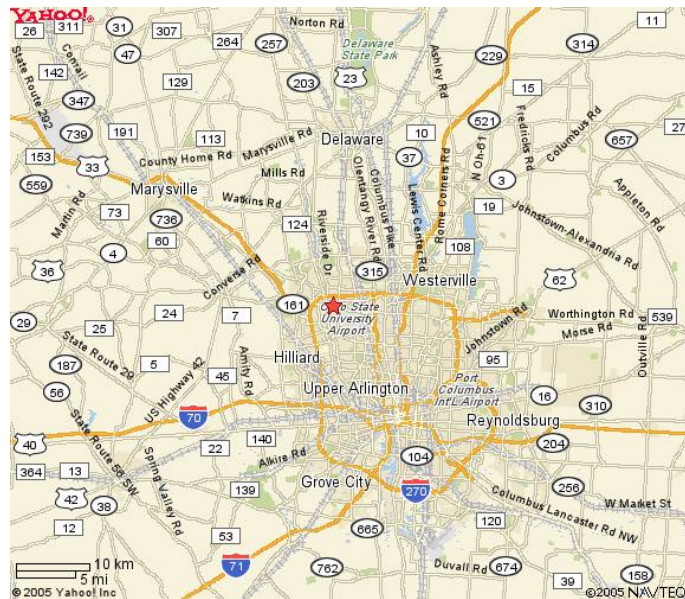 YAHOO!
Norton Rd
11
26
311
31
307
264
257
Delaware
State Park
Ashley Rd
314
47
229
State Route 292
Conrail
142
129
203
23
15
347
521
Fredricks Rd
Columbus Rd
657
27
739
191
113
Delaware
10
153
County Home Rd
Marysville Rd
37
N Oh-61
33
Mills Rd
559
Marysville
Olentangy River Rd
Columbus Pike
Lewis Center Rd
Rome Corners Rd
3
Appleton Rd
Martin Rd
73
736
Watkins Rd
124
Riverside Dr
19
Johnstown-Alexandria Rd
60
108
4
36
Converse Rd
315
Westerville
62
161
Ohio State
University
Airport
Johnstown Rd
Worthington Rd
539
24
7
29
25
Morse Rd
Outville Rd
State Route 29
Hilliard
95
187
5
US Highway 42
45
Amity Rd
Upper Arlington
Port
Columbus
Int'L Airport
56
16
310
70
Reynoldsburg
40
State Route 56 SW
22
140
204
364
13
Alkire Rd
104
42
Spring Valley Rd
139
Grove City
270
256
38
Columbus Lancaster Rd NW
W Market St
12
53
665
120
10 km
71
762
Duvall Rd
674
158
5 mi
39
© 2005 Yahoo! Inc
©2005 NAVTEQ